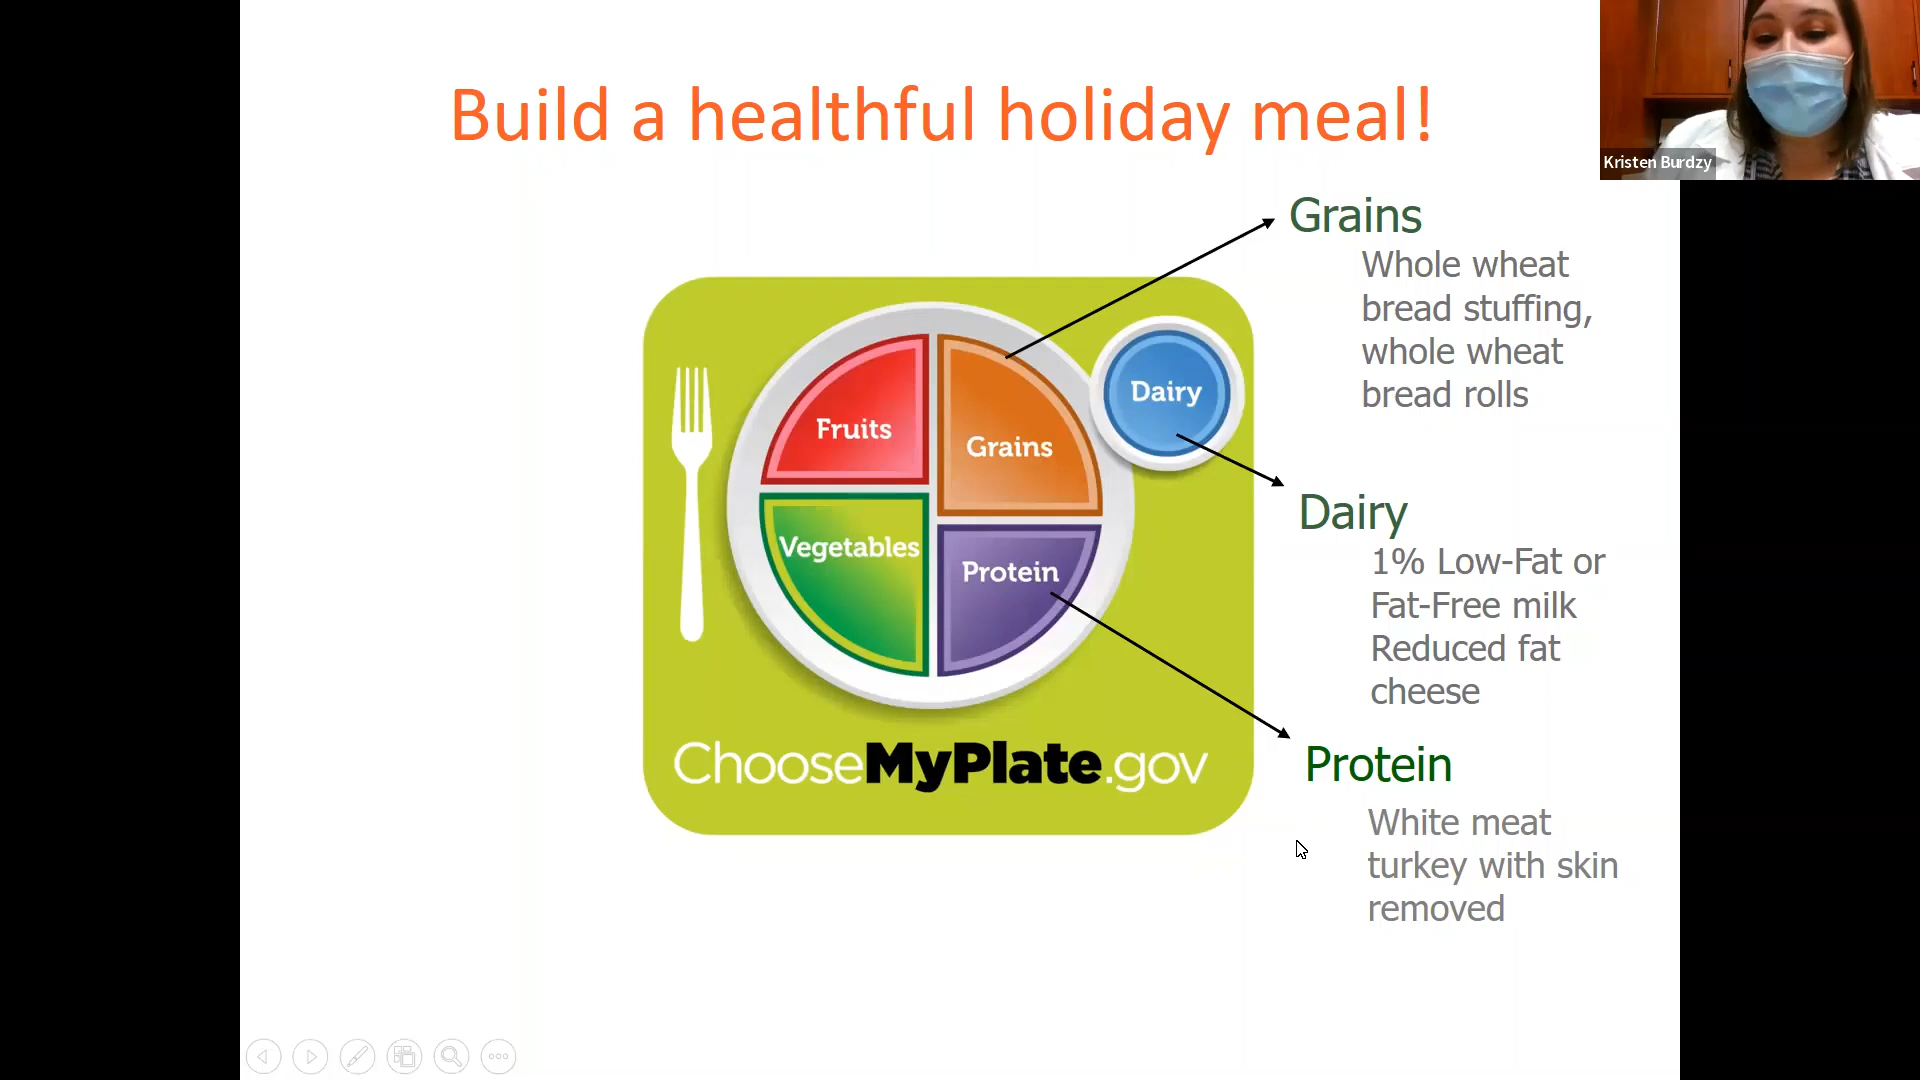 Build a healthful holiday meal!
Kristen Burdzy
Grains
Whole wheat
bread stuffing,
whole wheat
bread rolls
Fruits
Grains
Dairy
Vegetables
Protein
ChooseMyPlate.gov
Dairy
1% Low-Fat or
Fat-Free milk
Reduced fat
cheese
Protein
White meat
turkey with skin
removed